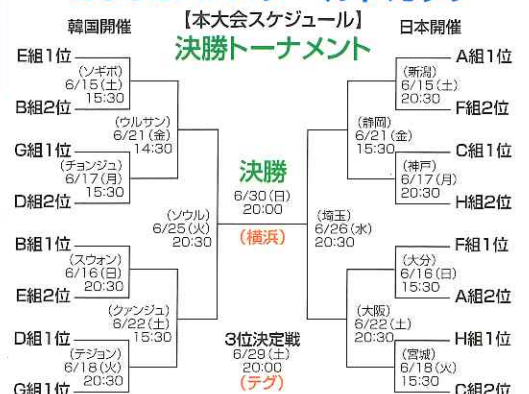 【本大会スケジュール】
韓国開催
決勝トーナメント
日本開催
E組1位
(ソギポ)
6/15(土)
15:30
B組2位
(ウルサン)
6/21(金)
14:30
G組1位
(チョンジュ)
6/17(月)
15:30
D組2位
(ソウル)
6/25(火)
20:30
B組1位
(スウォン)
6/16(日)
20:30
E組2位
(クァンジュ)
6/22(土)
15:30
D組1位
(テジョン)
6/18(火)
20:30
G組1位
決勝
6/30(日)
20:00
(横浜)
3位決定戦
6/29(土)
20:00
(テグ)
A組1位
(新潟)
6/15(土)
20:30
F組2位
(静岡)
6/21(金)
15:30
C組1位
(神戸)
6/17(月)
20:30
H組2位
(埼玉)
6/26(水)
20:30
F組1位
(大分)
6/16(日)
15:30
A組2位
(大阪)
6/22(土)
20:30
H組1位
(宮城)
6/18(火)
15:30
C組2位